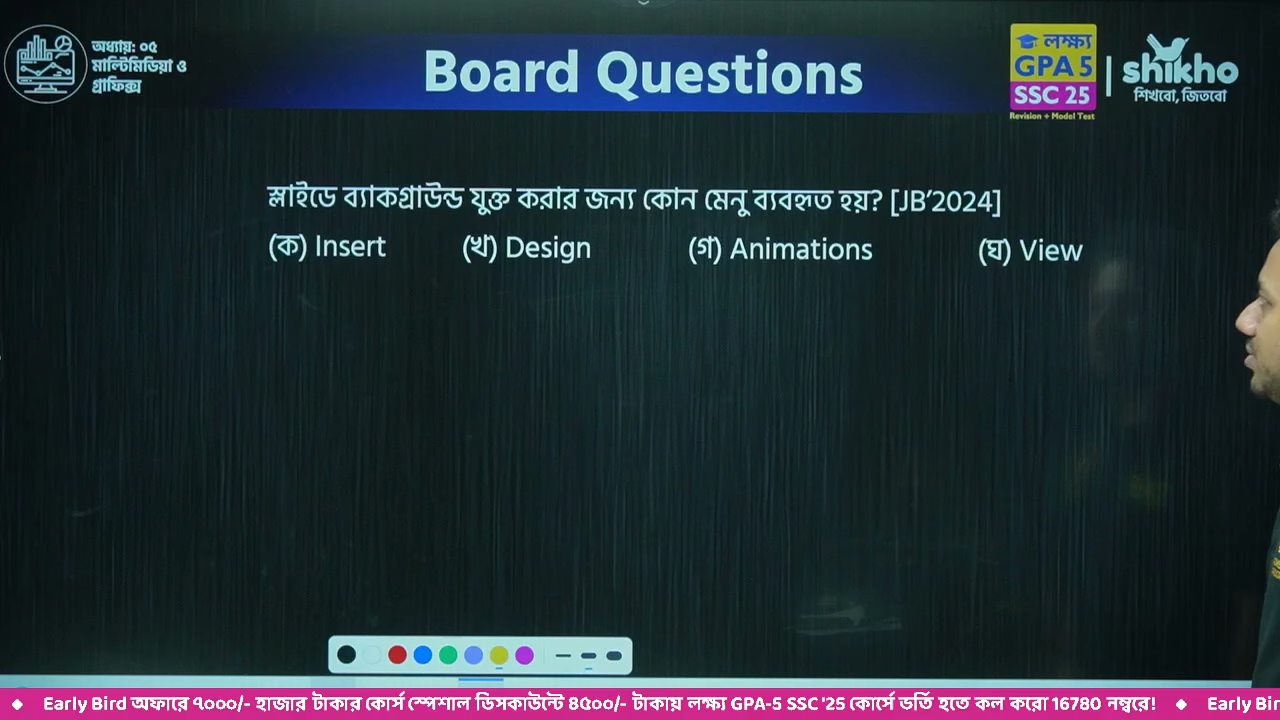 অধ্যায়: ০৫
মাল্টিমিডিয়া ও
গ্রাফিক্স
Board Questions
লক্ষ্য
GPA 5
SSC 25
Revision + Model Test
shikho
শিখবো, জিতবো
স্লাইডে ব্যাকগ্রাউন্ড যুক্ত করার জন্য কোন মেনু ব্যবহৃত হয়? [JB'2024]
(ক) Insert (খ) Design (গ) Animations (ঘ) View
Early Bird অফারে ৭০০০/- হাজার টাকার কোর্স স্পেশাল ডিসকাউন্টে ৪৫০০/- টাকায় লক্ষ্য GPA-5 SSC '25 কোর্সে ভর্তি হতে কল করো 16780 নম্বরে! Early Bir